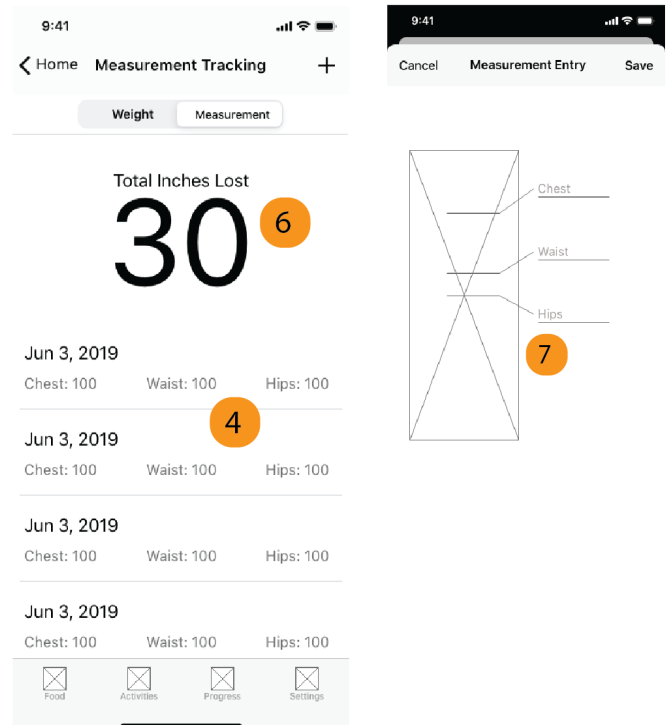 9:41
Home Measurement Tracking +
Weight Measurement
Total Inches Lost
30
6
Jun 3, 2019
Chest: 100 Waist: 100 Hips: 100
4
Jun 3, 2019
Chest: 100 Waist: 100 Hips: 100
Jun 3, 2019
Chest: 100 Waist: 100 Hips: 100
Jun 3, 2019
Chest: 100 Waist: 100 Hips: 100
Food Activities Progress Settings
9:41
Cancel Measurement Entry Save
Chest
Waist
Hips
7